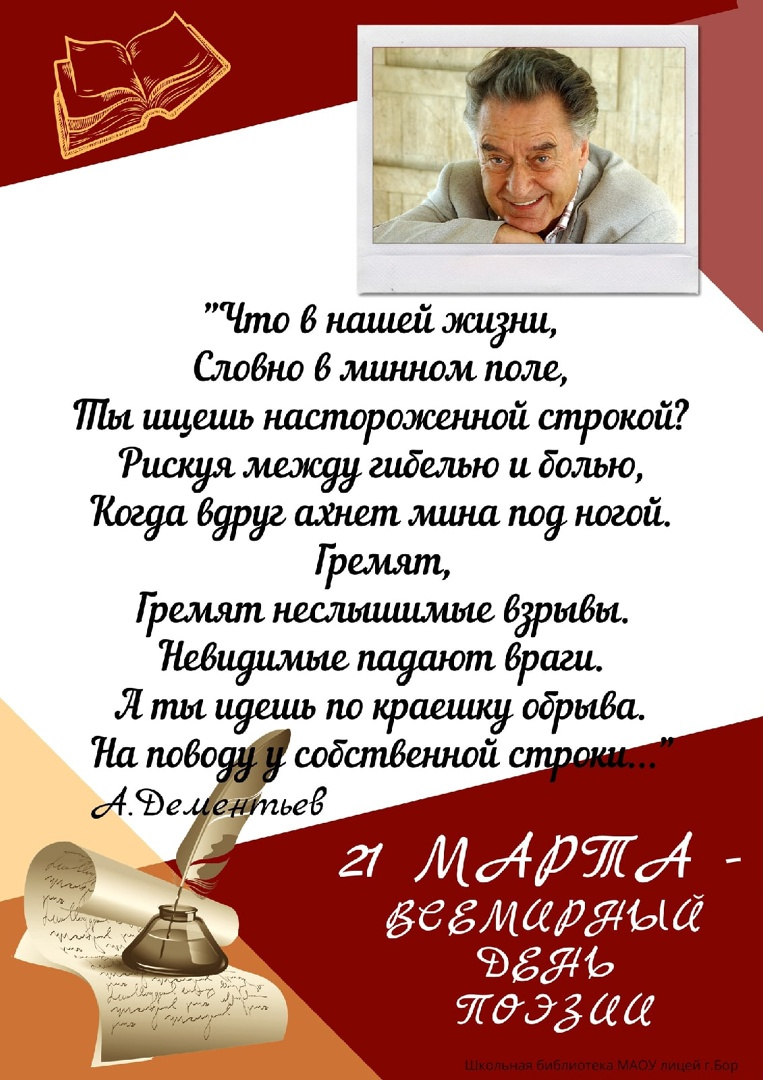 "Что в нашей жизни,
Словно в минном поле,
Ты ищешь настороженной строкой?
Рискуя между гибелью и болью,
Когда вдруг ахнет мина под ногой.
Гремят,
Гремят неслышимые взрывы.
Невидимые падают враги.
А ты идешь по краешку обрыва.
На поводу у собственной строки..."
А.Дементьев
21 МАРТА -
ВСЕМИРНЫЙ
ДЕНЬ
ПОЭЗИИ
Школьная библиотека МАОУ лицей г.Бор